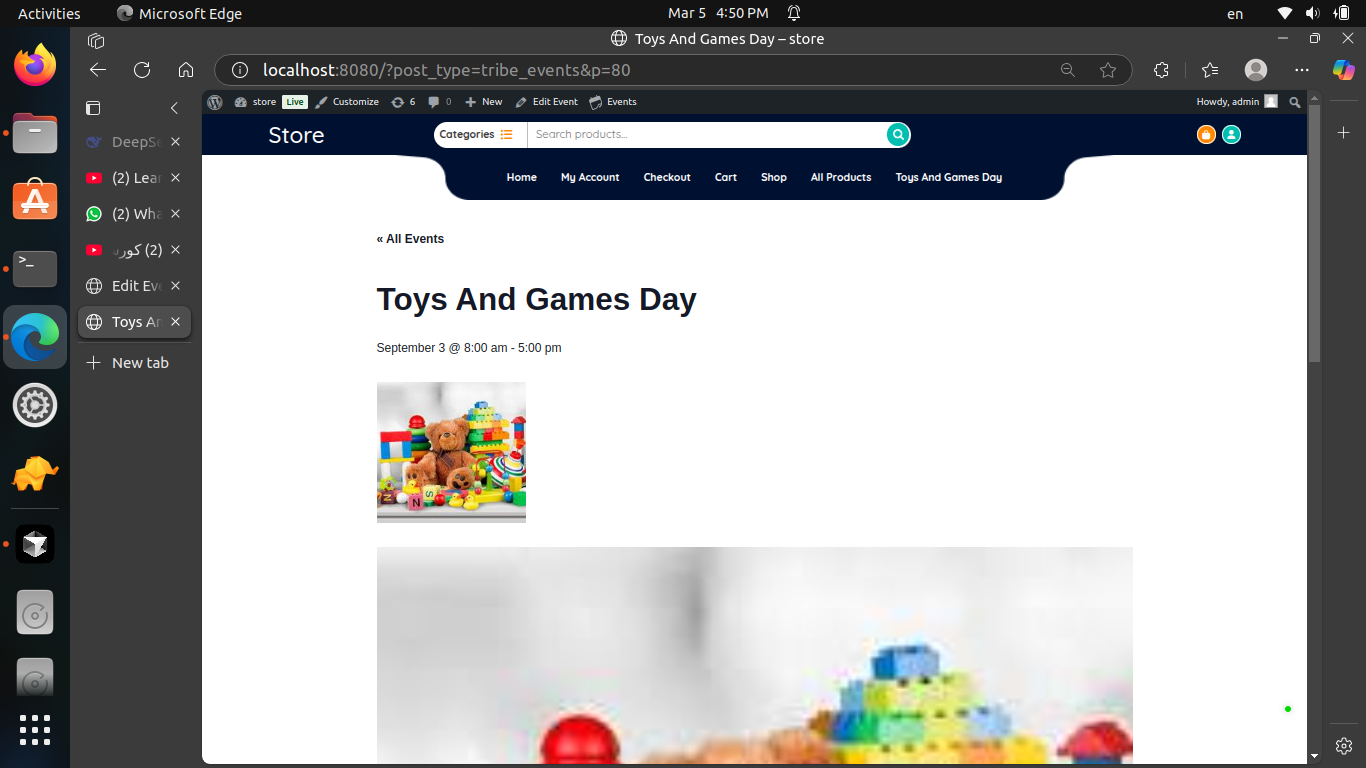 Activities
Microsoft Edge
Mar 5 4:50 PM
en
Toys And Games Day – store
localhost:8080/?post_type=tribe_events&p=80
store Live Customize 6 0 New Edit Event Events
Howdy, admin
Store
Categories
Search products...
Home My Account Checkout Cart Shop All Products Toys And Games Day
DeepSe
(2) Lear
(2) Wha
(2) كور
Edit Eve
Toys An
New tab
« All Events
Toys And Games Day
September 3 @ 8:00 am - 5:00 pm
N
N
S